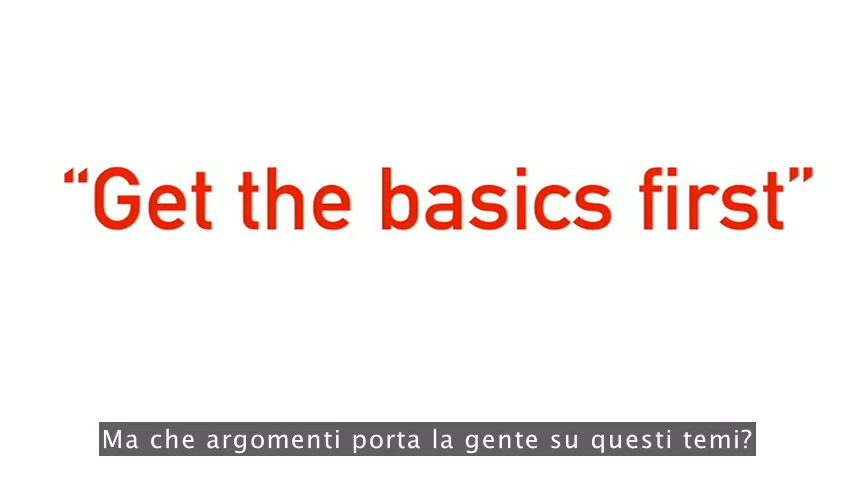 “Get the basics first”
Ma che argomenti porta la gente su questi temi?